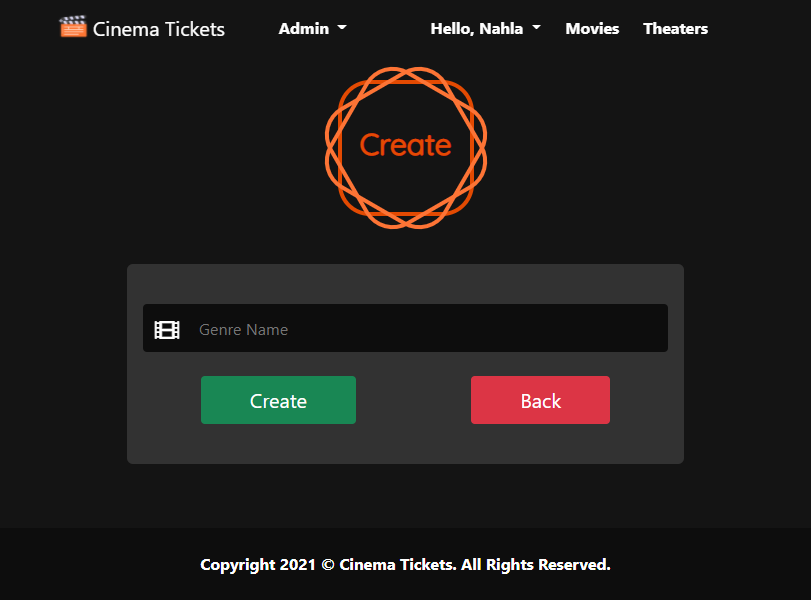 Cinema Tickets Admin Hello, Nahla Movies Theaters
Create
Genre Name
Create Back
Copyright 2021 © Cinema Tickets. All Rights Reserved.